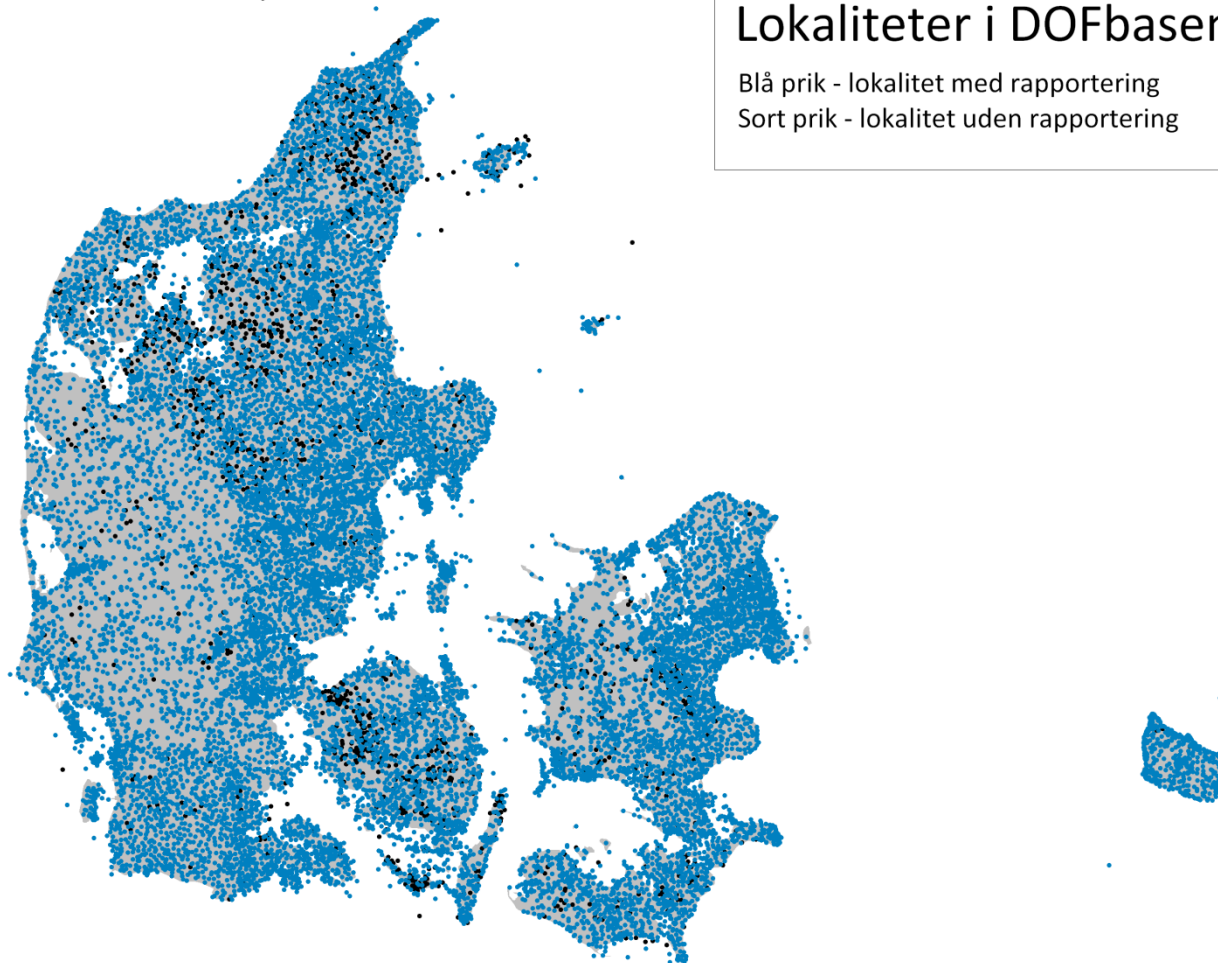 Lokaliteter i DOFbasen
Blå prik - lokalitet med rapportering
Sort prik - lokalitet uden rapportering